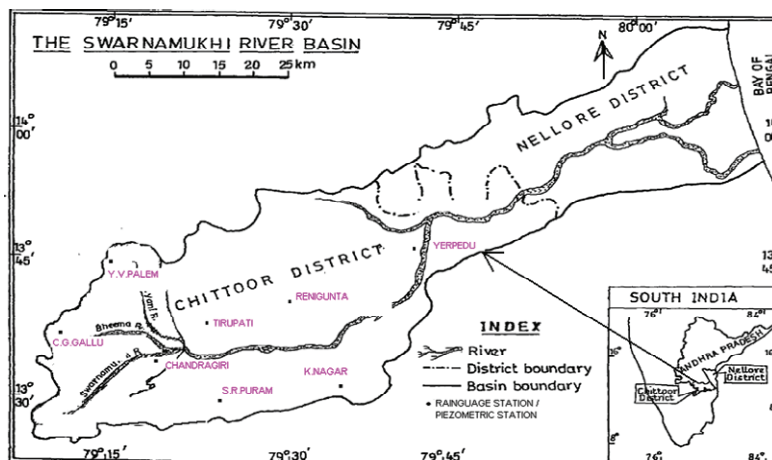 79°.15' 79°.30' 79°.45' 80°00'
THE SWARNAMUKHI RIVER BASIN
0 5 10 15 20 25 km
N
BAY OF BENGAL
14° 00'
NELLORE DISTRICT
13° 45'
CHITTOOR DISTRICT
YERPEDU
Y.V.PALEM
RENIGUNTA
TIRUPATI
Bheema R.
C.G.GALLU
CHANDRAGIRI
K.NAGAR
S.R.PURAM
13° 30'
INDEX
River
District boundary
Basin boundary
RAINGUAGE STATION / PIEZOMETRIC STATION
SOUTH INDIA
76° 84
ANDHRA PRADESH
Nellore District
Chittoor District
76° 84°
79°.15' 79°.30' 79°.45